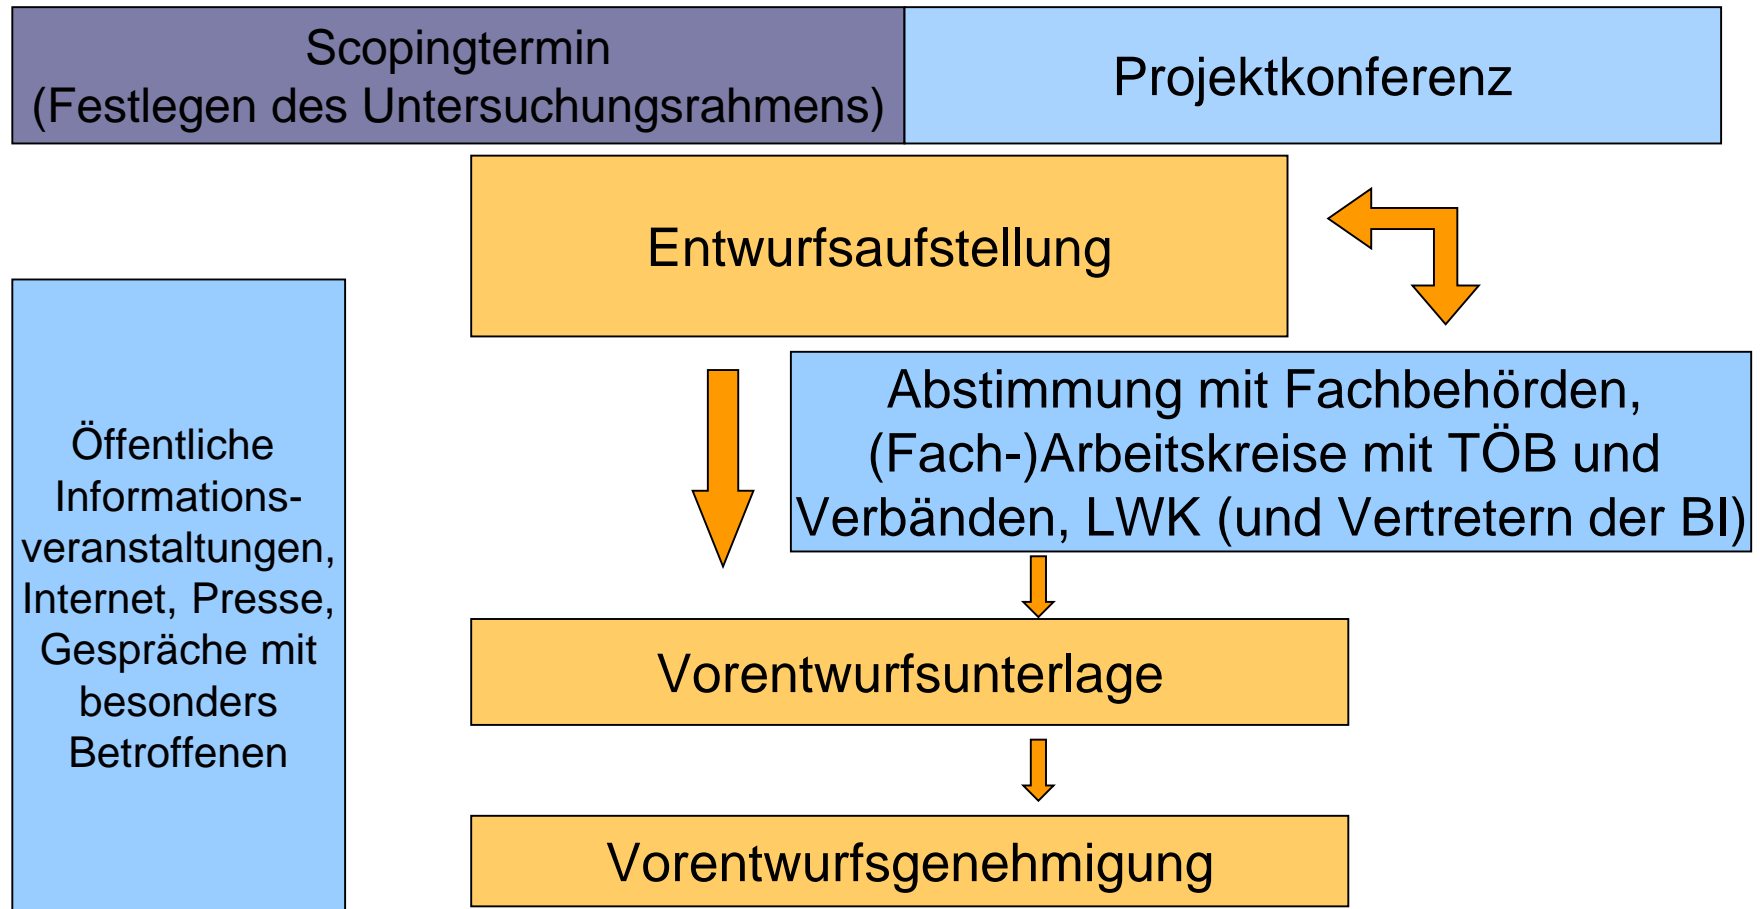 Scopingtermin
(Festlegen des Untersuchungsrahmens)
Projektkonferenz
Entwurfsaufstellung
Öffentliche
Informations-
veranstaltungen,
Internet, Presse,
Gespräche mit
besonders
Betroffenen
Abstimmung mit Fachbehörden,
(Fach-)Arbeitskreise mit TÖB und
Verbänden, LWK (und Vertretern der BI)
Vorentwurfsunterlage
Vorentwurfsgenehmigung